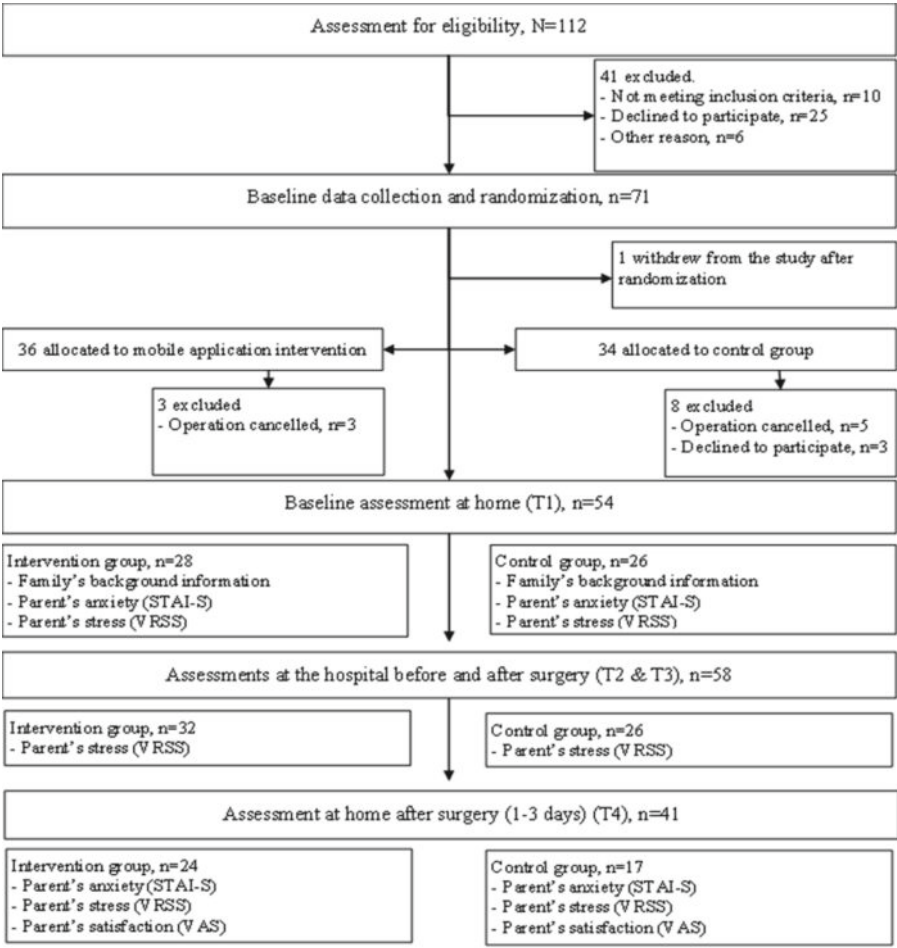 Assessment for eligibility, N=112
41 excluded.
- Not meeting inclusion criteria, n=10
- Declined to participate, n=25
- Other reason, n=6
Baseline data collection and randomization, n=71
1 withdrew from the study after
randomization
36 allocated to mobile application intervention
34 allocated to control group
3 excluded
- Operation cancelled, n=3
8 excluded
- Operation cancelled, n=5
- Declined to participate, n=3
Baseline assessment at home (T1), n=54
Intervention group, n=28
- Family's background information
- Parent's anxiety (STAI-S)
- Parent's stress (VRSS)
Control group, n=26
- Family's background information
- Parent's anxiety (STAI-S)
- Parent's stress (VRSS)
Assessments at the hospital before and after surgery (T2 & T3), n=58
Intervention group, n=32
- Parent's stress (VRSS)
Control group, n=26
- Parent's stress (VRSS)
Assessment at home after surgery (1-3 days) (T4), n=41
Intervention group, n=24
- Parent's anxiety (STAI-S)
- Parent's stress (VRSS)
- Parent's satisfaction (VAS)
Control group, n=17
- Parent's anxiety (STAI-S)
- Parent's stress (VRSS)
- Parent's satisfaction (VAS)